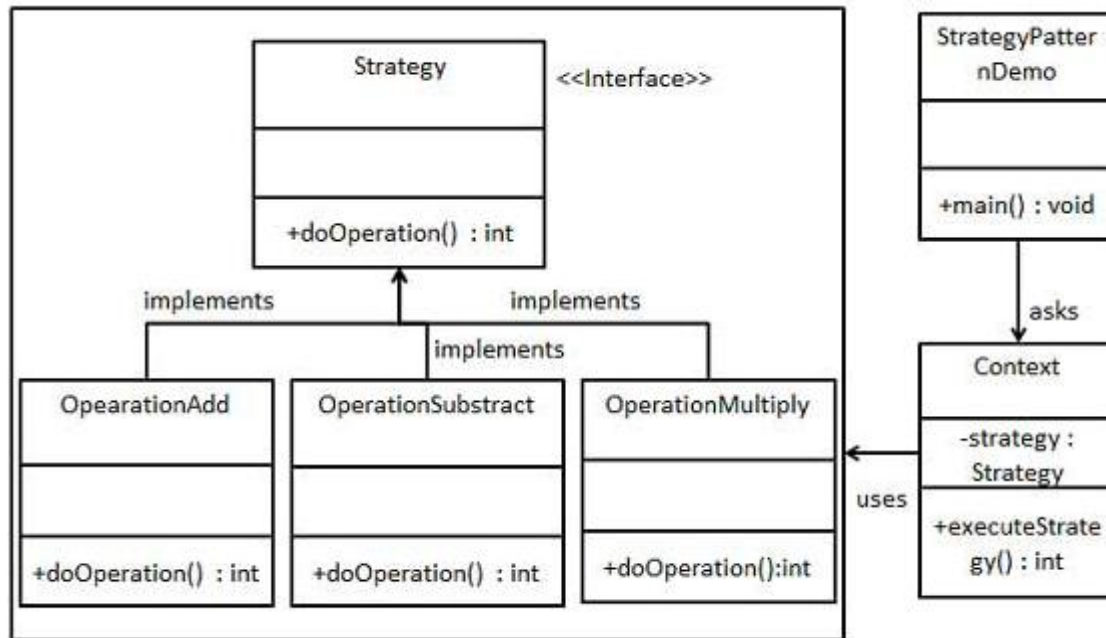 Strategy
<<Interface>>
+doOperation() : int
implements
implements
implements
OpearationAdd
+doOperation() : int
OperationSubstract
+doOperation() : int
OperationMultiply
+doOperation():int
StrategyPatter
nDemo
+main() : void
asks
Context
-strategy :
Strategy
+executeStrate
gy() : int
uses